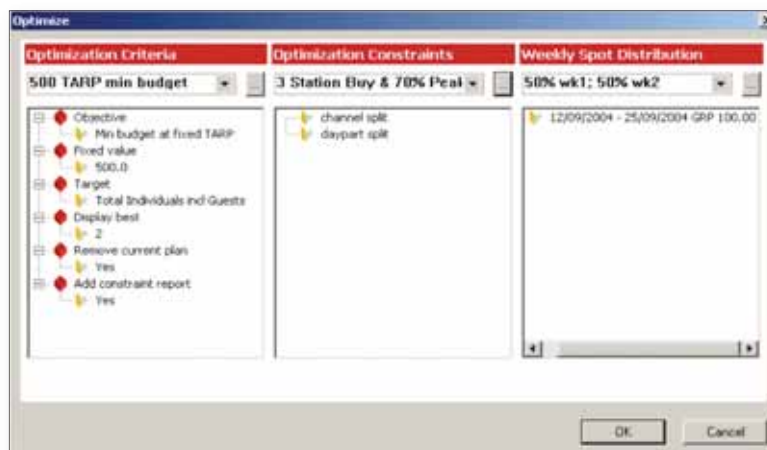 Optimize
Optimization Criteria
500 TARP min budget
Objective
Min budget at fixed TARP
Fixed value
500.0
Target
Total Individuals incl Guests
Display best
2
Remove current plan
Yes
Add constraint report
Yes
Optimization Constraints
3 Station Buy & 70% Peal
channel split
daypart split
Weekly Spot Distribution
50% wk1; 50% wk2
12/09/2004 - 25/09/2004 GRP 100.00
OK
Cancel